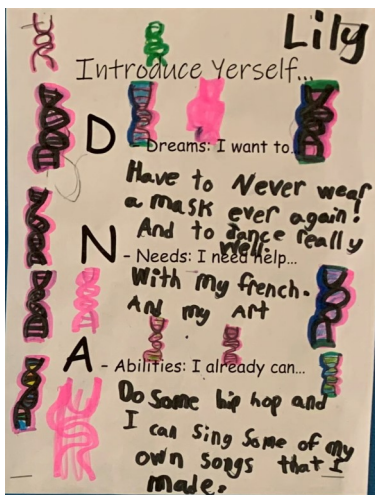 Lily
Introduce Yerself...
D - Dreams: I want to...
Have to Never wear
a mask ever again!
And to dance really
well.
N - Needs: I need help...
With my french.
And my Art
A - Abilities: I already can...
Do Some hip hop and
I can sing Some of my
own songs that I
made.